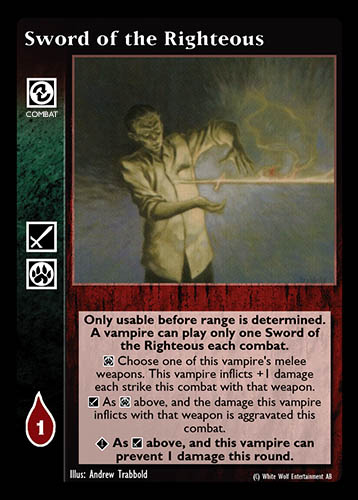 Sword of the Righteous
COMBAT
Only usable before range is determined.
A vampire can play only one Sword of
the Righteous each combat.
Choose one of this vampire's melee
weapons. This vampire inflicts +1 damage
each strike this combat with that weapon.
As above, and the damage this vampire
inflicts with that weapon is aggravated this
combat.
As above, and this vampire can
prevent 1 damage this round.
1
Illus: Andrew Trabbold
(C) White Wolf Entertainment AB